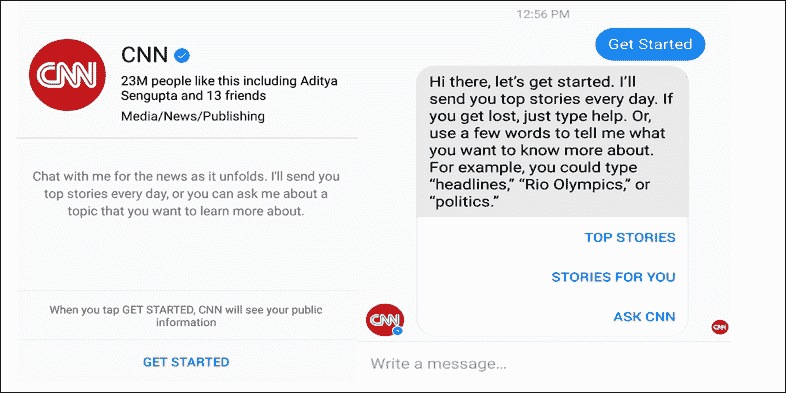 CNN
CNN
23M people like this including Aditya
Sengupta and 13 friends
Media/News/Publishing
Chat with me for the news as it unfolds. I'll send you
top stories every day, or you can ask me about a
topic that you want to learn more about.
When you tap GET STARTED, CNN will see your public
information
GET STARTED
12:56 PM
Get Started
Hi there, let’s get started. I’ll
send you top stories every day. If
you get lost, just type help. Or,
use a few words to tell me what
you want to know more about.
For example, you could type
“headlines,” “Rio Olympics,” or
“politics.”
TOP STORIES
STORIES FOR YOU
ASK CNN
CNN
CNN
Write a message...